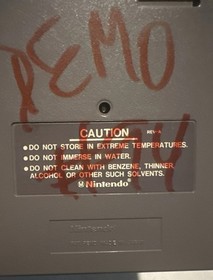 DEMO
CAUTION REV-A
• DO NOT STORE IN EXTREME TEMPERATURES.
• DO NOT IMMERSE IN WATER.
• DO NOT CLEAN WITH BENZENE, THINNER,
ALCOHOL OR OTHER SUCH SOLVENTS.
Nintendo